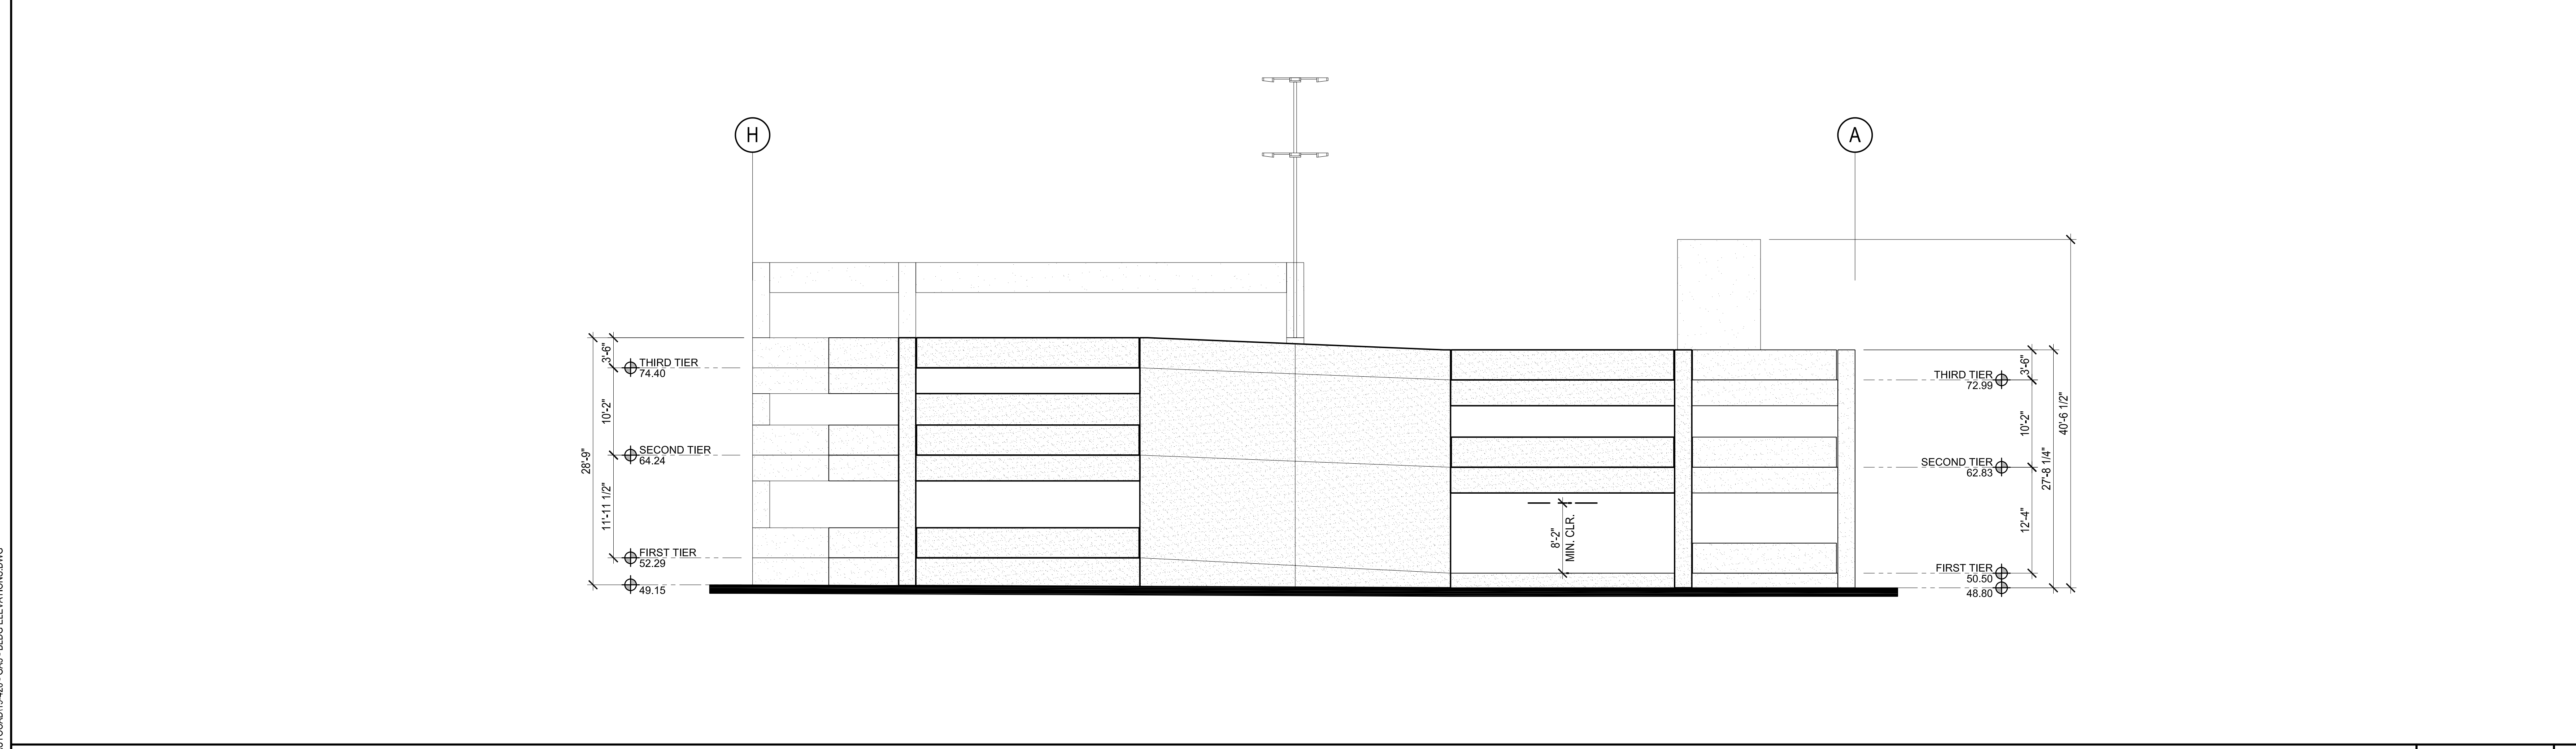 H
A
3'-6"
THIRD TIER
74.40
10'-2"
SECOND TIER
64.24
28'-9"
11'-11 1/2"
FIRST TIER
52.29
49.15
8'-2"
MIN. CLR.
3'-6"
THIRD TIER
72.99
40'-6 1/2"
10'-2"
SECOND TIER
62.83
27'-8 1/4"
12'-4"
FIRST TIER
50.50
48.80